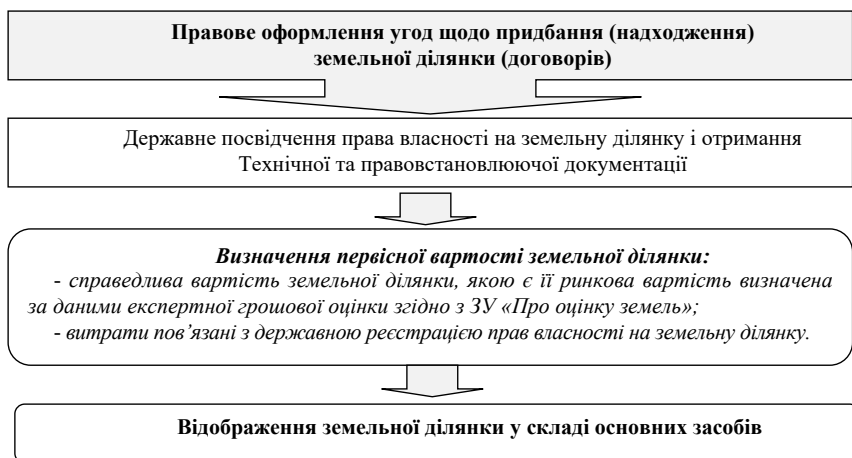 Правове оформлення угод щодо придбання (надходження)
земельної ділянки (договорів)
Державне посвідчення права власності на земельну ділянку і отримання
Технічної та правовстановлюючої документації
Визначення первісної вартості земельної ділянки:
- справедлива вартість земельної ділянки, якою є її ринкова вартість визначена
за даними експертної грошової оцінки згідно з ЗУ «Про оцінку земель»;
- витрати пов’язані з державною реєстрацією прав власності на земельну ділянку.
Відображення земельної ділянки у складі основних засобів